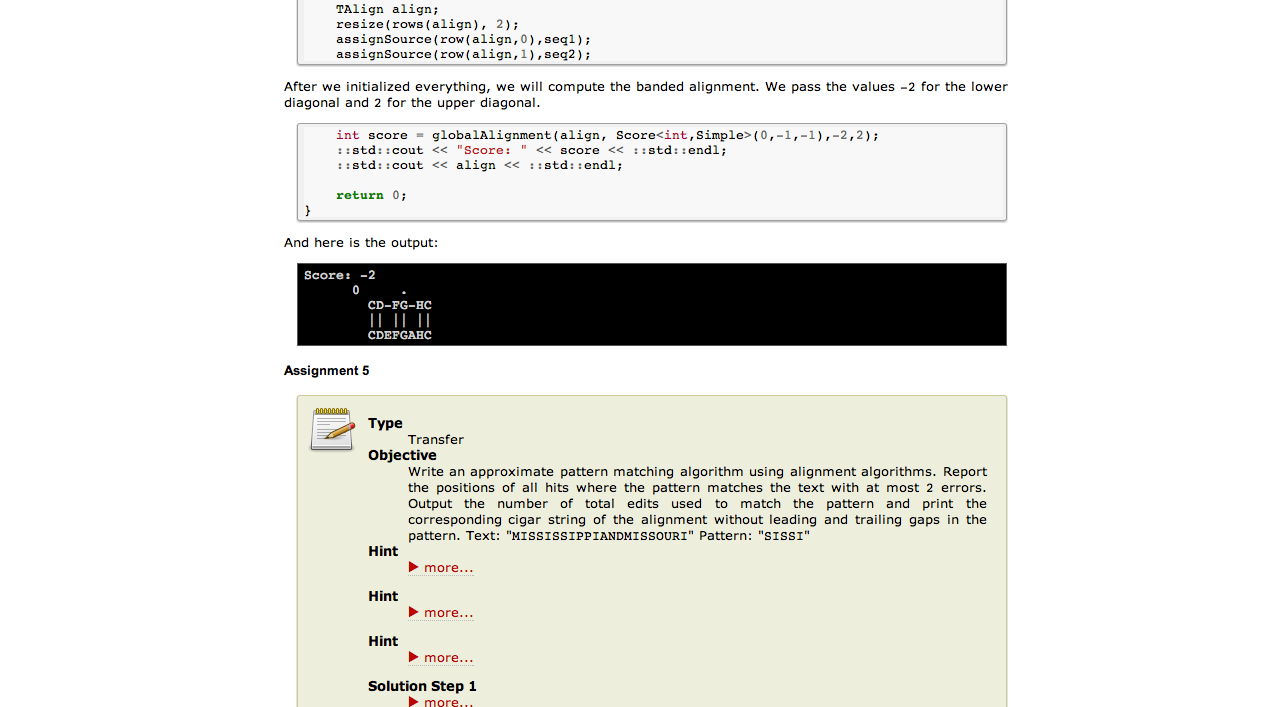 TAlign align;
resize(rows(align), 2);
assignSource(row(align,0),seq1);
assignSource(row(align,1),seq2);
After we initialized everything, we will compute the banded alignment. We pass the values -2 for the lower
diagonal and 2 for the upper diagonal.
int score = globalAlignment(align, Score<int,Simple>(0,-1,-1),-2,2);
::std::cout << "Score: " << score << ::std::endl;
::std::cout << align << ::std::endl;
return 0;
}
And here is the output:
Score: -2
0     .
CD-FG-HC
|| || ||
CDEFGAHC
Assignment 5
Type
Transfer
Objective
Write an approximate pattern matching algorithm using alignment algorithms. Report
the positions of all hits where the pattern matches the text with at most 2 errors.
Output the number of total edits used to match the pattern and print the
corresponding cigar string of the alignment without leading and trailing gaps in the
pattern. Text: "MISSISSIPPIANDMISSOURI" Pattern: "SISSI"
Hint
more...
Hint
more...
Hint
more...
Solution Step 1
more...